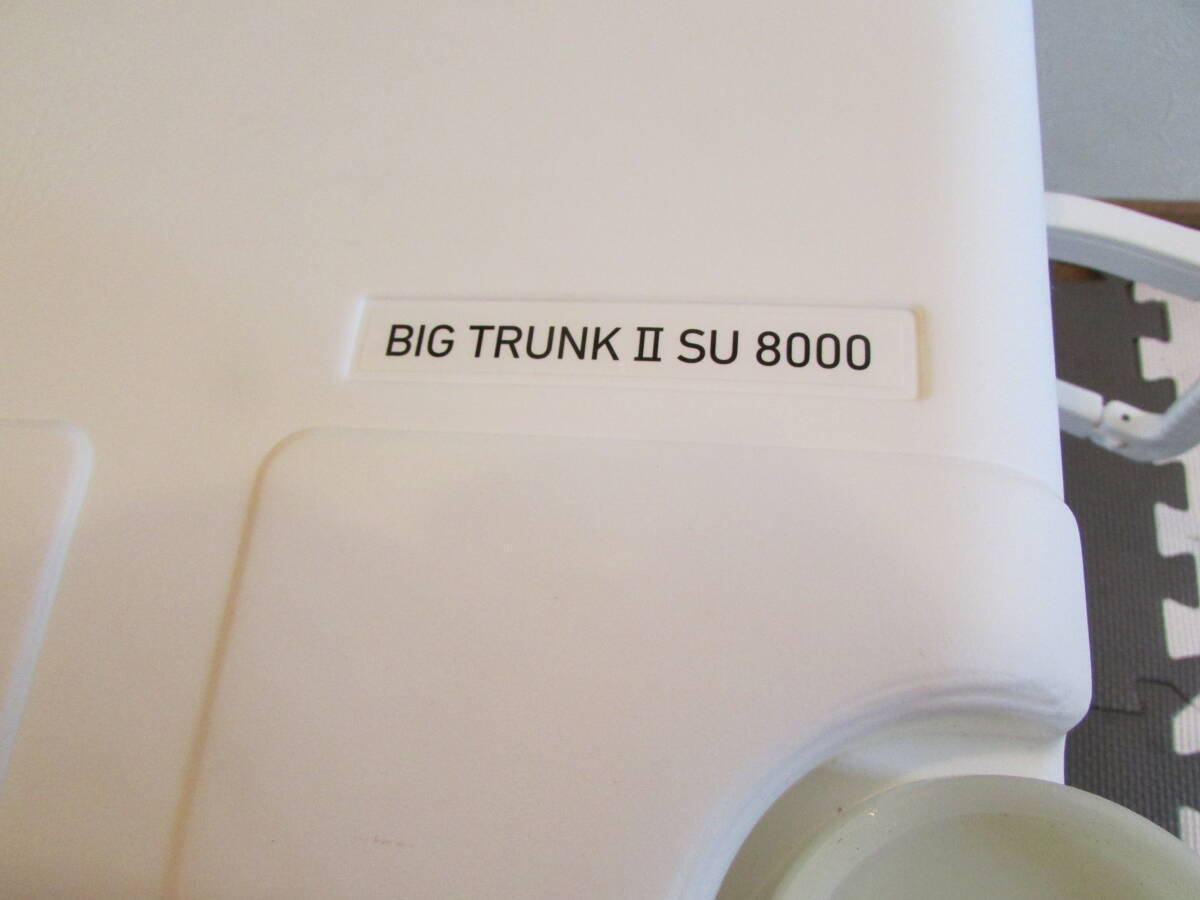 BIG TRUNK Ⅱ SU 8000